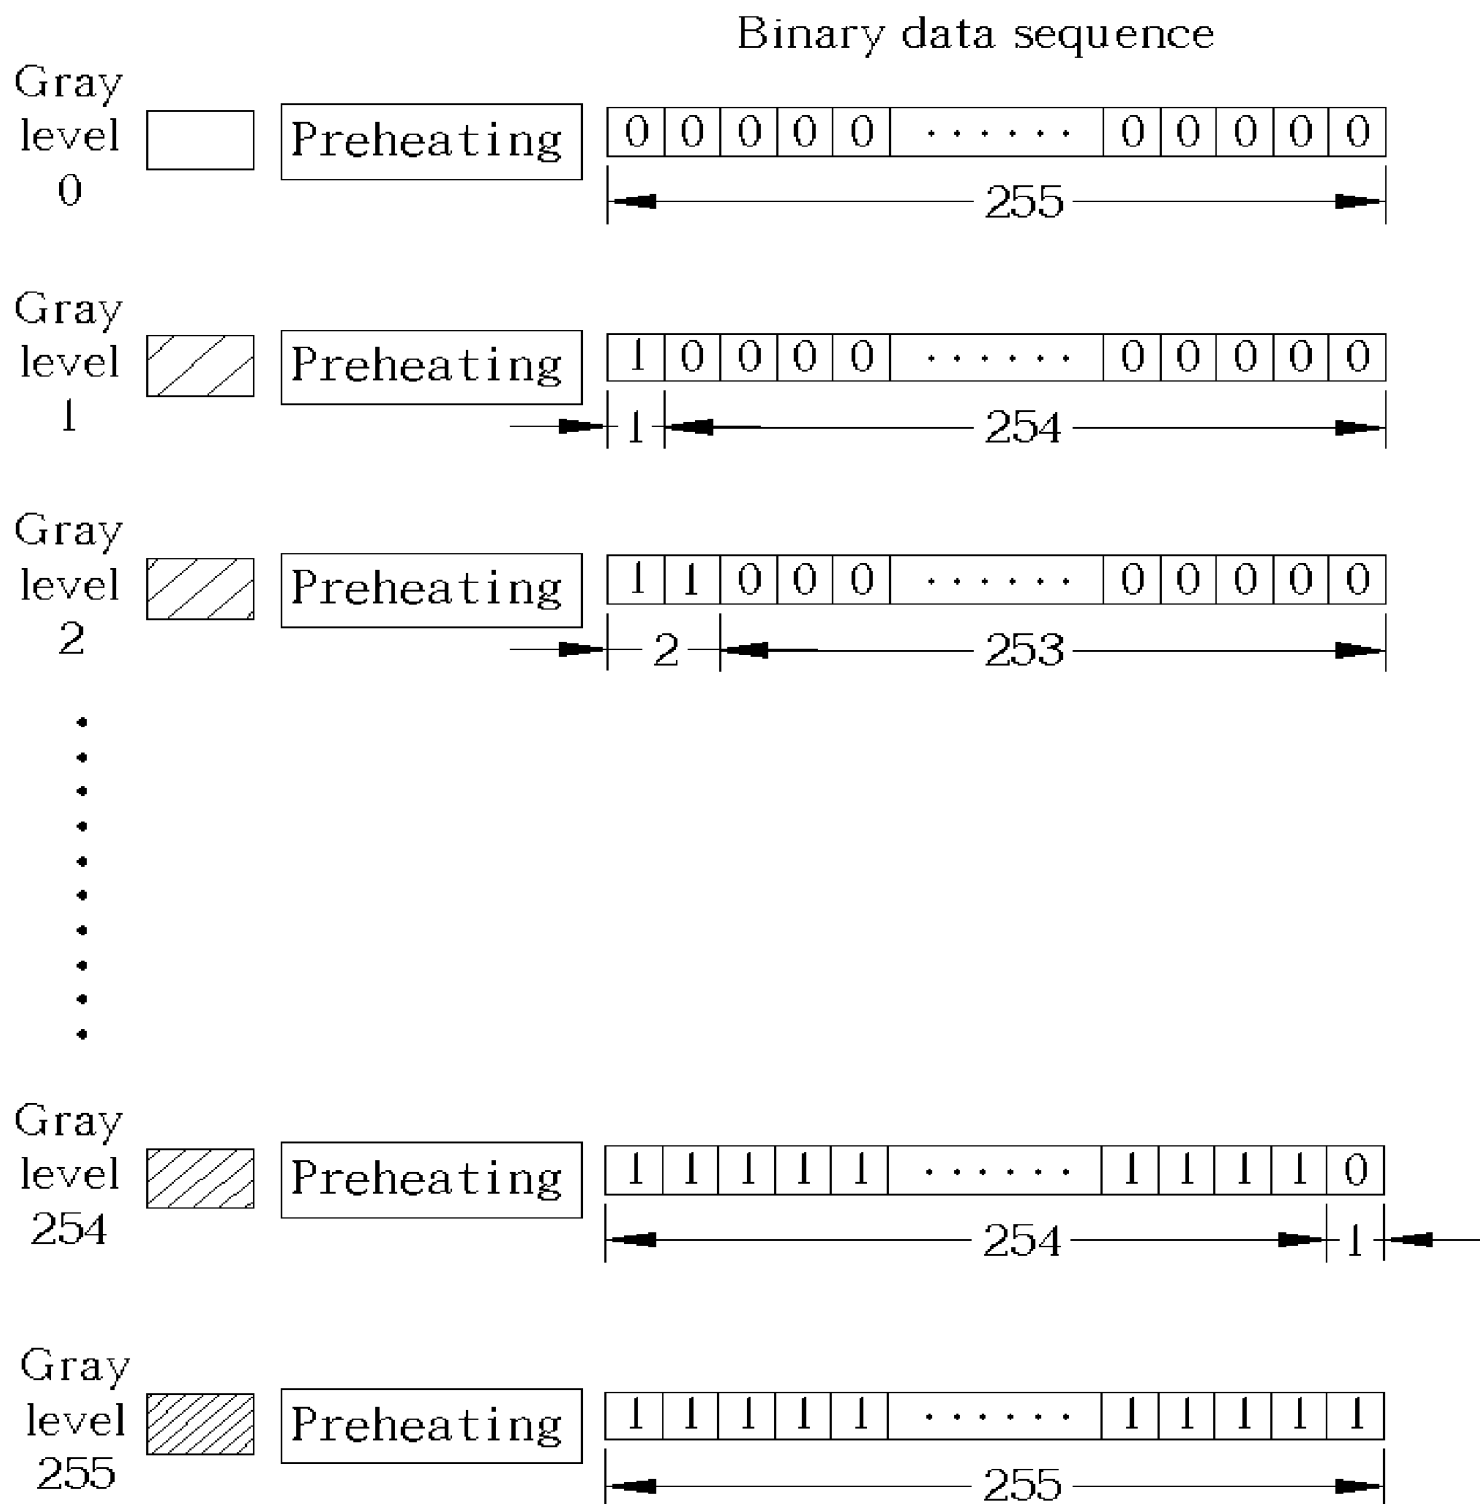 Binary data sequence
Gray
level
0
Preheating
0 0 0 0 0 ...... 0 0 0 0 0
255
Gray
level
1
Preheating
1 0 0 0 0 ...... 0 0 0 0 0
1 254
Gray
level
2
Preheating
1 1 0 0 0 ...... 0 0 0 0 0
2 253
Gray
level
254
Preheating
1 1 1 1 1 ...... 1 1 1 1 0
254 1
Gray
level
255
Preheating
1 1 1 1 1 ...... 1 1 1 1 1
255